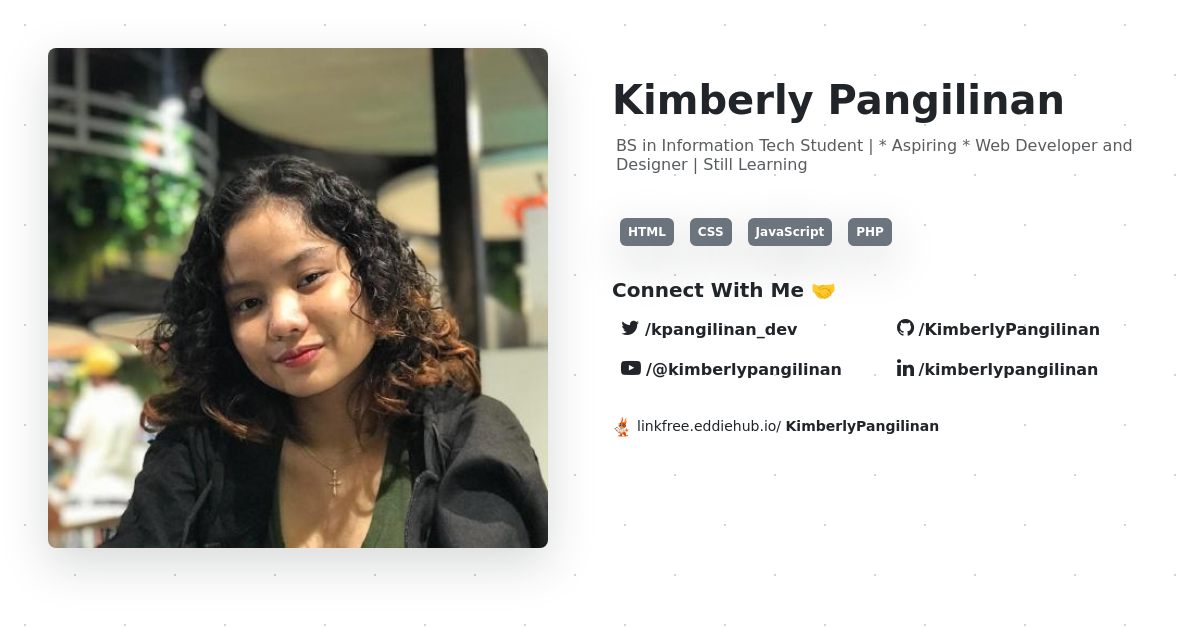 Kimberly Pangilinan
BS in Information Tech Student | * Aspiring * Web Developer and
Designer | Still Learning
HTML CSS JavaScript PHP
Connect With Me 🤝
/kpangilinan_dev /KimberlyPangilinan
/@kimberlypangilinan /kimberlypangilinan
linkfree.eddiehub.io/ KimberlyPangilinan